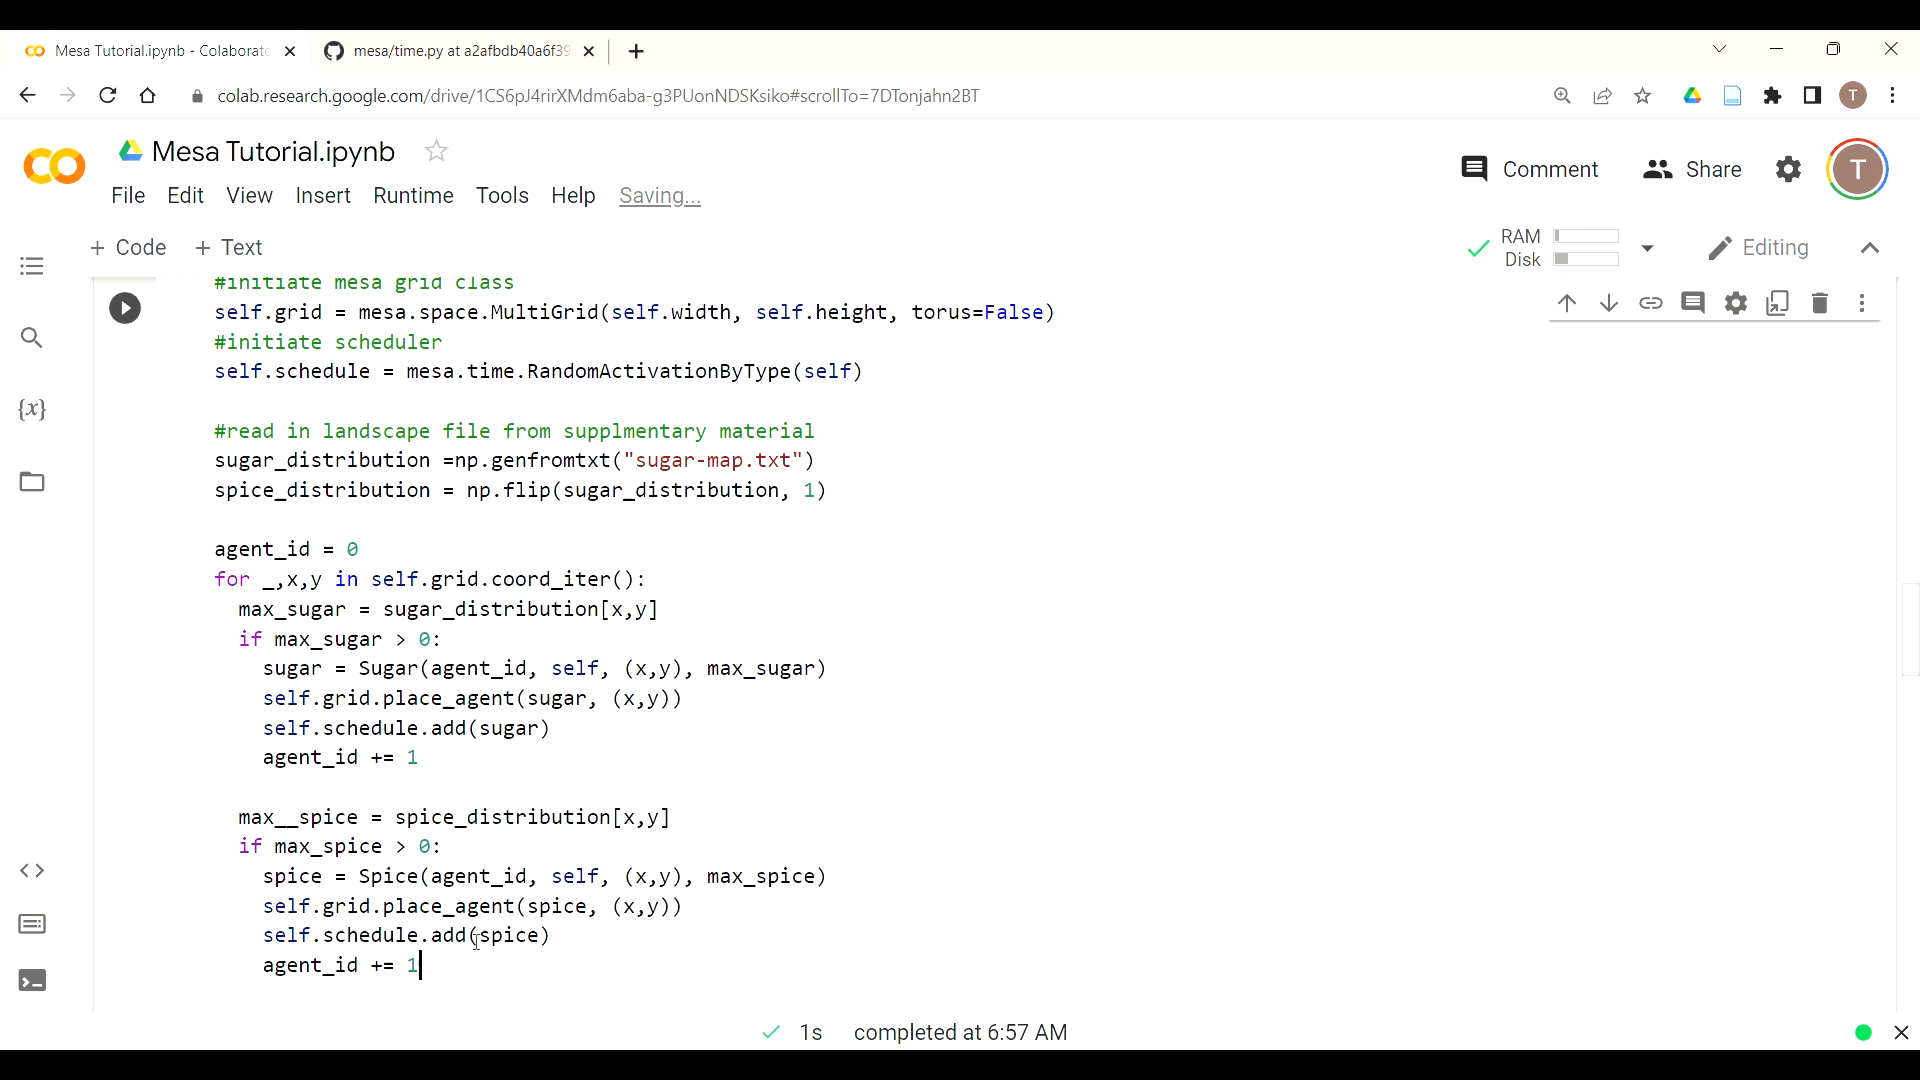 Mesa Tutorial.ipynb - Colaborato
mesa/time.py at a2afbdb40a6f39
colab.research.google.com/drive/1CS6pJ4rirXMdm6aba-g3PUonNDSKsiko#scrollTo=7DTonjahn2BT
T
Mesa Tutorial.ipynb
Comment
Share
T
File Edit View Insert Runtime Tools Help Saving...
+ Code + Text
RAM
Disk
Editing
#initiate mesa grid class
self.grid = mesa.space.MultiGrid(self.width, self.height, torus=False)
#initiate scheduler
self.schedule = mesa.time.RandomActivationByType(self)
#read in landscape file from supplmentary material
sugar_distribution =np.genfromtxt("sugar-map.txt")
spice_distribution = np.flip(sugar_distribution, 1)
agent_id = 0
for _,x,y in self.grid.coord_iter():
max_sugar = sugar_distribution[x,y]
if max_sugar > 0:
sugar = Sugar(agent_id, self, (x,y), max_sugar)
self.grid.place_agent(sugar, (x,y))
self.schedule.add(sugar)
agent_id += 1
max__spice = spice_distribution[x,y]
if max_spice > 0:
spice = Spice(agent_id, self, (x,y), max_spice)
self.grid.place_agent(spice, (x,y))
self.schedule.add(spice)
agent_id += 1
{x}
1s completed at 6:57 AM